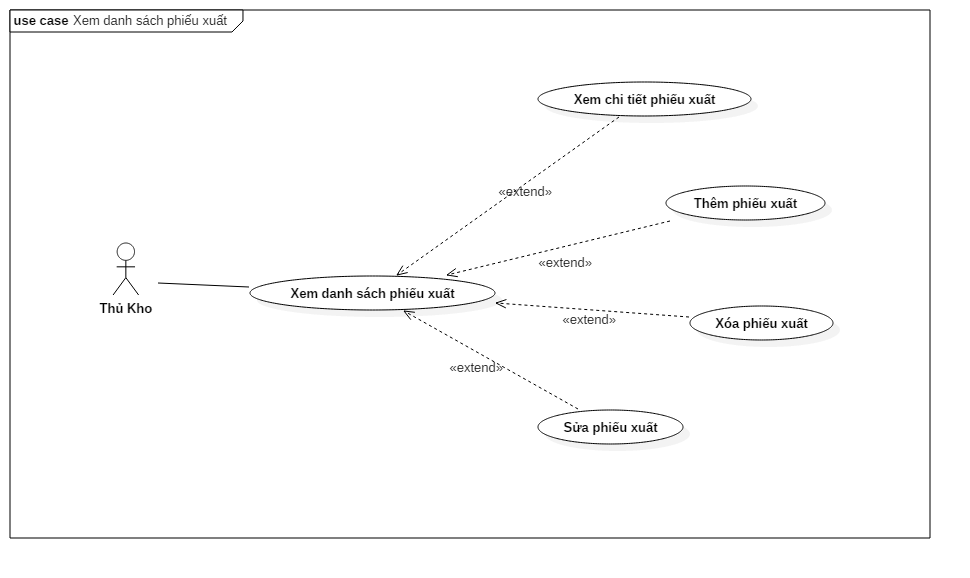 use case Xem danh sách phiếu xuất
Xem chi tiết phiếu xuất
«extend»
Thêm phiếu xuất
«extend»
Thủ Kho
Xem danh sách phiếu xuất
«extend»
Xóa phiếu xuất
«extend»
Sửa phiếu xuất